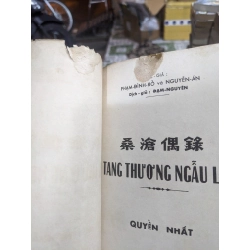 GIẢ :
PHẠM-ĐÌNH-HỔ và NGUYỄN-ÁN
Dịch-giả : ĐẠM-NGUYÊN
桑滄偶錄
TANG THƯƠNG NGẪU L
QUYỂN NHẤT